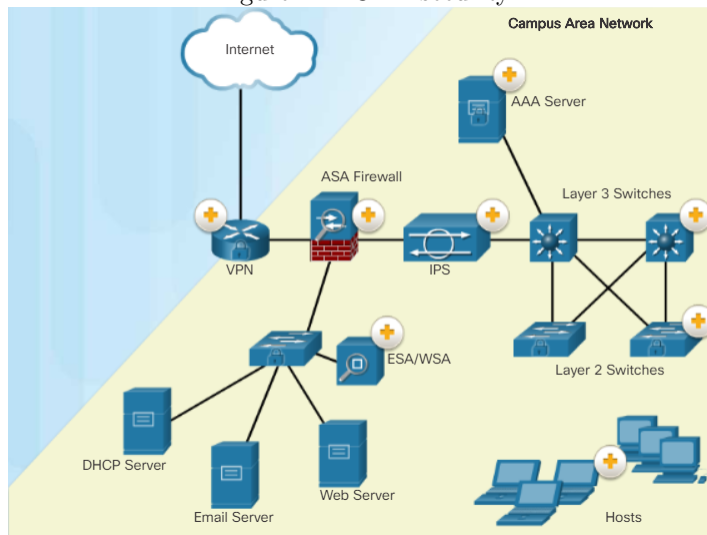 Campus Area Network
Internet
AAA Server
ASA Firewall
Layer 3 Switches
VPN
IPS
ESA/WSA
Layer 2 Switches
DHCP Server
Web Server
Email Server
Hosts